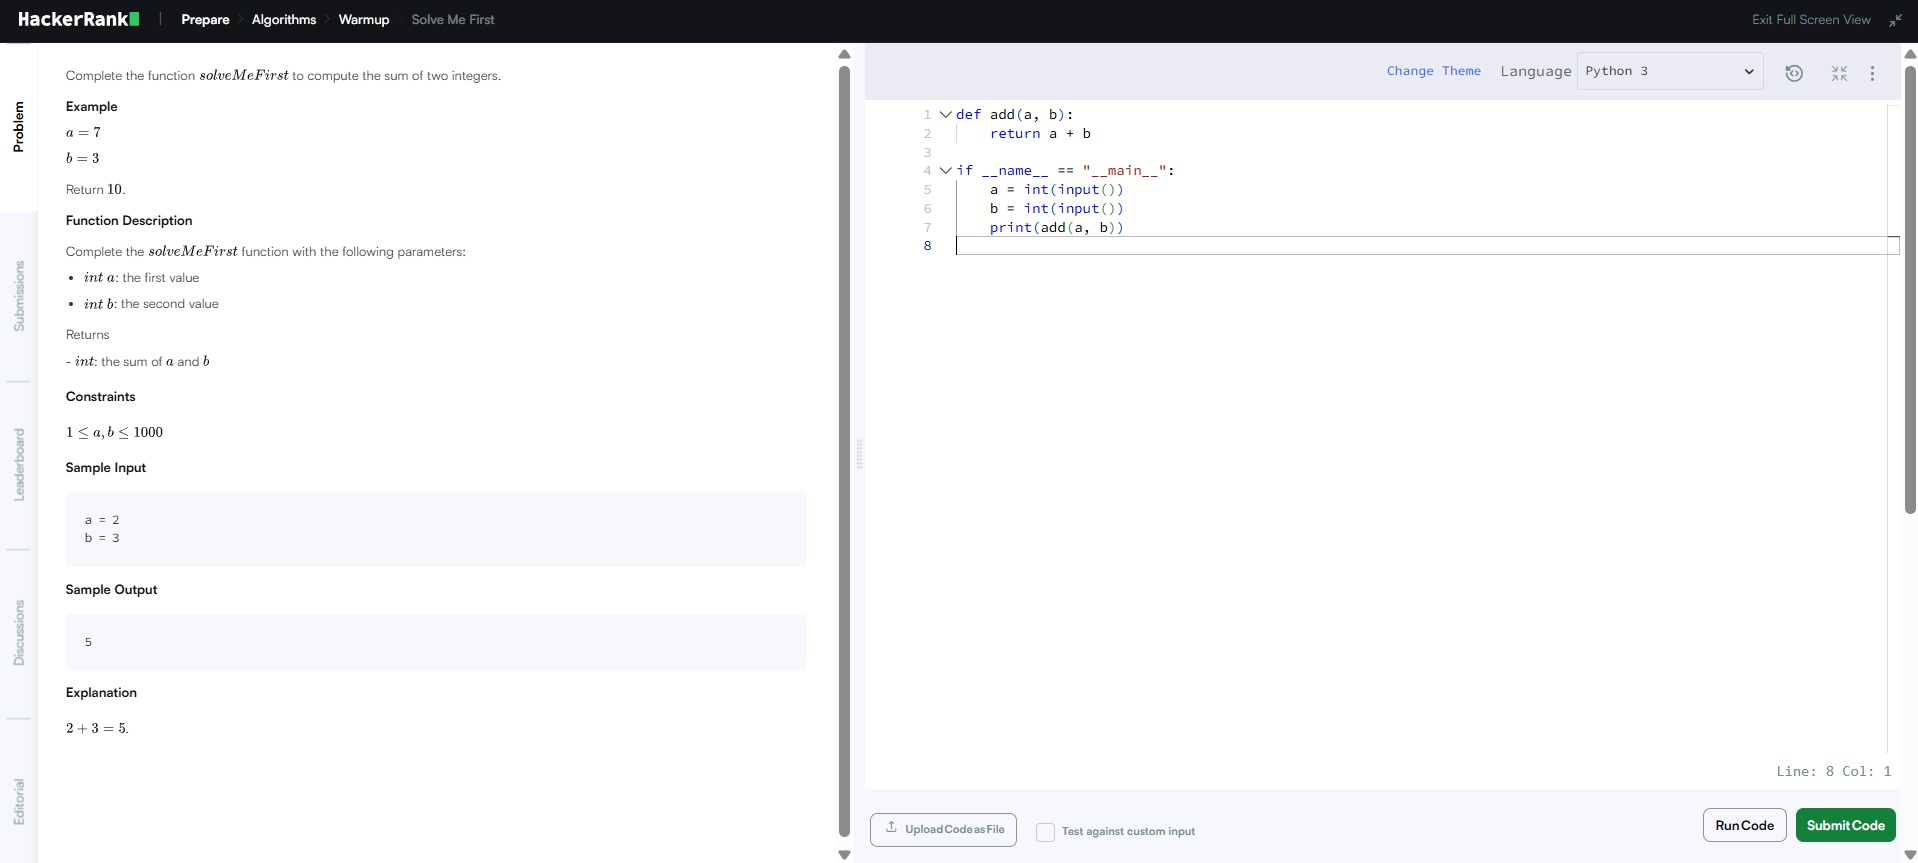 HackerRank | Prepare > Algorithms > Warmup > Solve Me First
Exit Full Screen View
Problem
Submissions
Leaderboard
Discussions
Editorial
Complete the function solveMeFirst to compute the sum of two integers.
Example
a = 7
b = 3
Return 10.
Function Description
Complete the solveMeFirst function with the following parameters:
• int a: the first value
• int b: the second value
Returns
- int: the sum of a and b
Constraints
1 ≤ a, b ≤ 1000
Sample Input
a = 2
b = 3
Sample Output
5
Explanation
2 + 3 = 5.
Change Theme Language Python 3
1 def add(a, b):
2     return a + b
3
4 if __name__ == "__main__":
5     a = int(input())
6     b = int(input())
7     print(add(a, b))
8
Line: 8 Col: 1
Upload Code as File
Test against custom input
Run Code
Submit Code